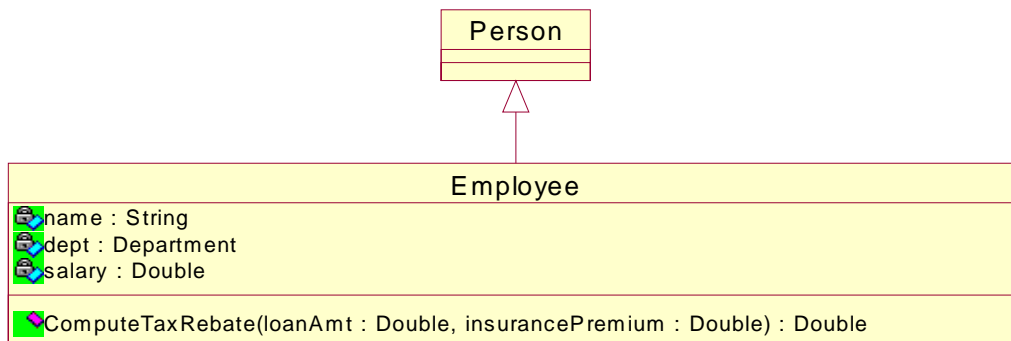 Person
Employee
name : String
dept : Department
salary : Double
ComputeTaxRebate(loanAmt : Double, insurancePremium : Double) : Double